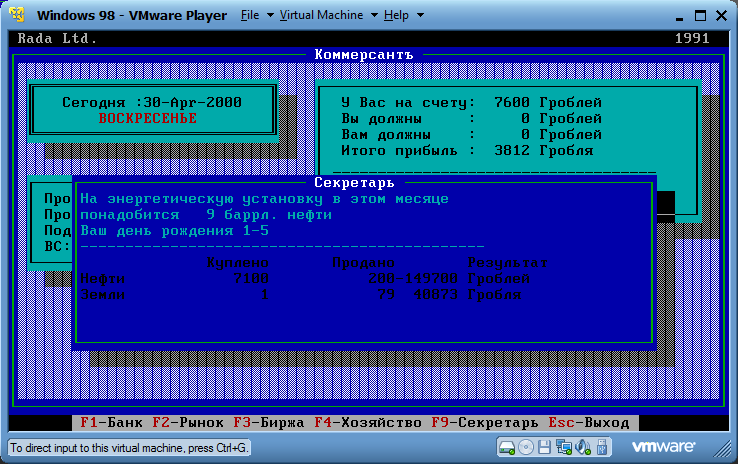 Windows 98 - VMware Player File Virtual Machine Help
Rada Ltd. 1991
Коммерсантъ
Сегодня :30-Apr-2000
ВОСКРЕСЕНЬЕ
У Вас на счету: 7600 Гроблей
Вы должны : 0 Гроблей
Вам должны : 0 Гроблей
Итого прибыль : 3812 Гробля
Секретарь
Про
Про
Под
ВС:
На энергетическую установку в этом месяце
понадобится 9 баррл. нефти
Ваш день рождения 1-5
Куплено Продано Результат
Нефти 7100 200-149700 Гроблей
Земли 1 79 40873 Гробля
F1-Банк F2-Рынок F3-Биржа F4-Хозяйство F9-Секретарь Esc-Выход
To direct input to this virtual machine, press Ctrl+G.
vmware